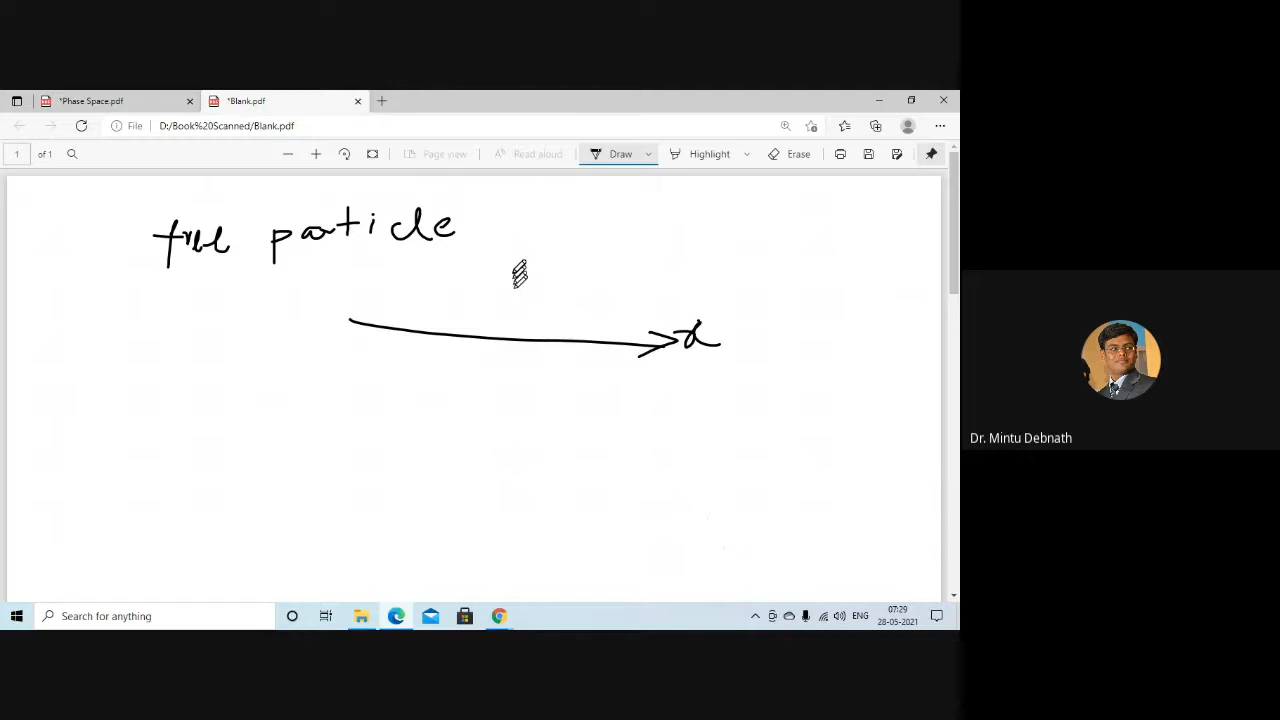 *Phase Space.pdf
*Blank.pdf
File
D:/Book%20Scanned/Blank.pdf
1
of 1
Page view
Read aloud
Draw
Highlight
Erase
free particle
x
Dr. Mintu Debnath
Search for anything
ENG
07:29
28-05-2021